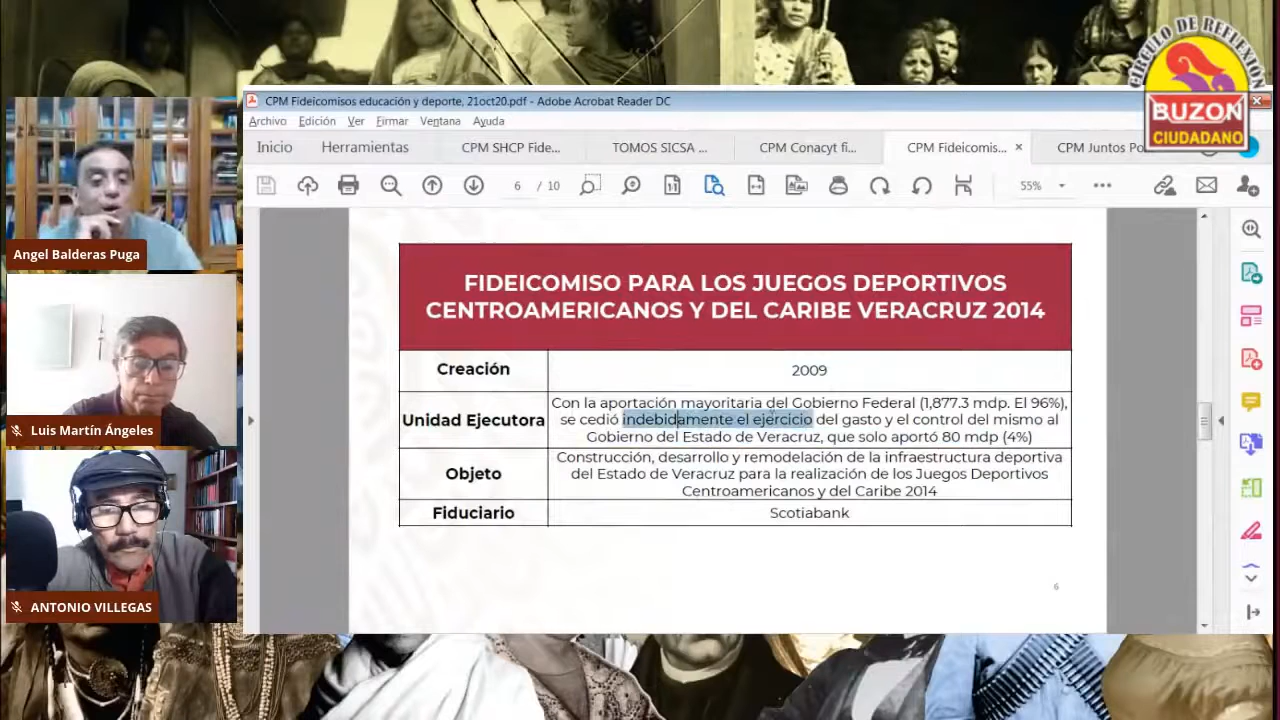 CÍRCULO DE REFLEXIÓN
BUZON
CIUDADANO
CPM Fideicomisos educación y deporte, 21oct20.pdf - Adobe Acrobat Reader DC
Archivo Edición Ver Firmar Ventana Ayuda
Inicio Herramientas CPM SHCP Fide... TOMOS SICSA ... CPM Conacyt fi... CPM Fideicomis... × CPM Juntos Po
6 / 10 55%
FIDEICOMISO PARA LOS JUEGOS DEPORTIVOS
CENTROAMERICANOS Y DEL CARIBE VERACRUZ 2014
Creación 2009
Unidad Ejecutora
Con la aportación mayoritaria del Gobierno Federal (1,877.3 mdp. El 96%),
se cedió indebidamente el ejercicio del gasto y el control del mismo al
Gobierno del Estado de Veracruz, que solo aportó 80 mdp (4%)
Objeto
Construcción, desarrollo y remodelación de la infraestructura deportiva
del Estado de Veracruz para la realización de los Juegos Deportivos
Centroamericanos y del Caribe 2014
Fiduciario Scotiabank
6
Angel Balderas Puga
Luis Martín Ángeles
ANTONIO VILLEGAS